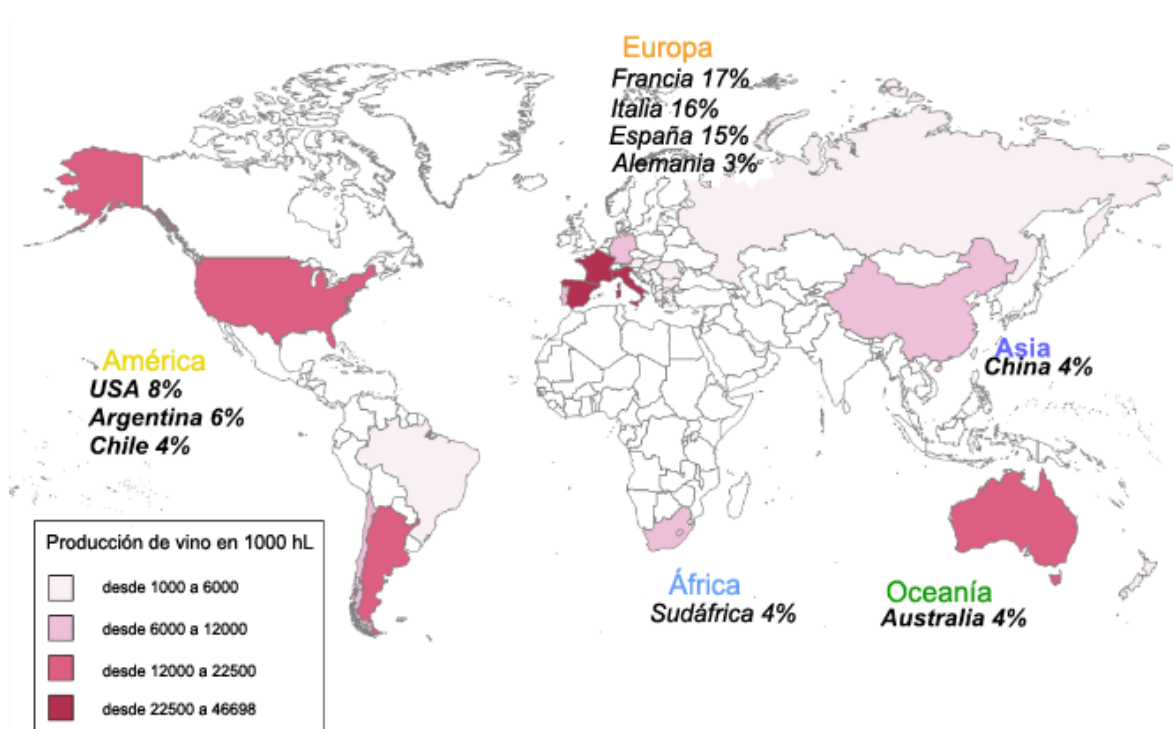 Europa
Francia 17%
Italia 16%
España 15%
Alemania 3%
América
USA 8%
Argentina 6%
Chile 4%
Asia
China 4%
África
Sudáfrica 4%
Oceanía
Australia 4%
Producción de vino en 1000 hL
desde 1000 a 6000
desde 6000 a 12000
desde 12000 a 22500
desde 22500 a 46698